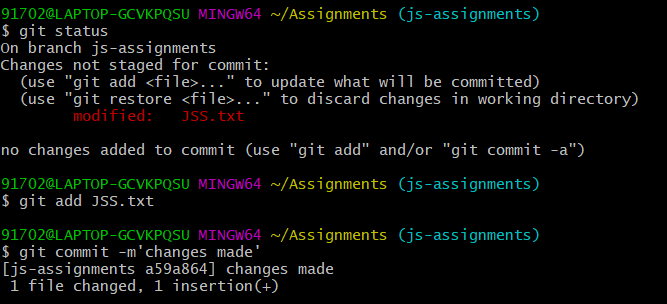 91702@LAPTOP-GCVKPQSU MINGW64 ~/Assignments (js-assignments)
$ git status
On branch js-assignments
Changes not staged for commit:
  (use "git add <file>..." to update what will be committed)
  (use "git restore <file>..." to discard changes in working directory)
        modified:   JSS.txt

no changes added to commit (use "git add" and/or "git commit -a")

91702@LAPTOP-GCVKPQSU MINGW64 ~/Assignments (js-assignments)
$ git add JSS.txt

91702@LAPTOP-GCVKPQSU MINGW64 ~/Assignments (js-assignments)
$ git commit -m'changes made'
[js-assignments a59a864] changes made
 1 file changed, 1 insertion(+)